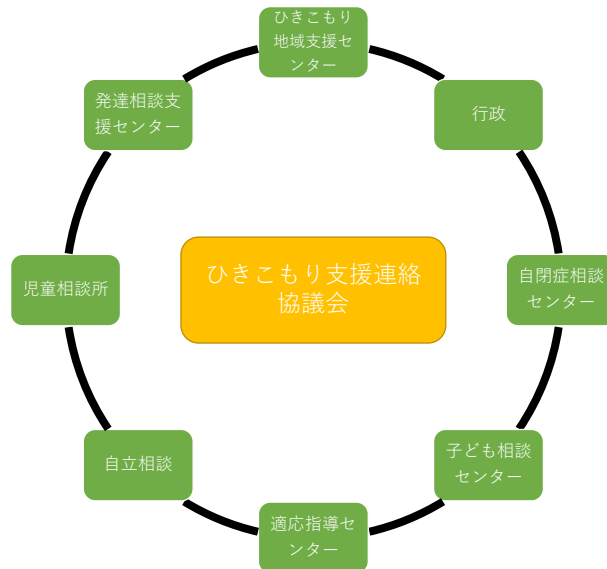 ひきこもり
地域支援セ
ンター
行政
自閉症相談
センター
子ども相談
センター
適応指導セ
ンター
自立相談
児童相談所
発達相談支
援センター
ひきこもり支援連絡
協議会